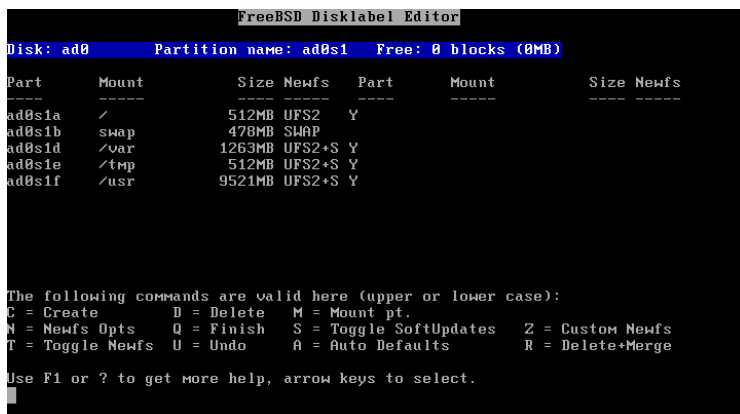 FreeBSD Disklabel Editor
Disk: ad0 Partition name: ad0s1 Free: 0 blocks (0MB)
Part Mount Size Newfs Part Mount Size Newfs
---- ----- ---- ----- ---- ----- ---- -----
ad0s1a / 512MB UFS2 Y
ad0s1b swap 478MB SWAP
ad0s1d /var 1263MB UFS2+S Y
ad0s1e /tmp 512MB UFS2+S Y
ad0s1f /usr 9521MB UFS2+S Y
The following commands are valid here (upper or lower case):
C = Create D = Delete M = Mount pt.
N = Newfs Opts Q = Finish S = Toggle SoftUpdates Z = Custom Newfs
T = Toggle Newfs U = Undo A = Auto Defaults R = Delete+Merge
Use F1 or ? to get more help, arrow keys to select.